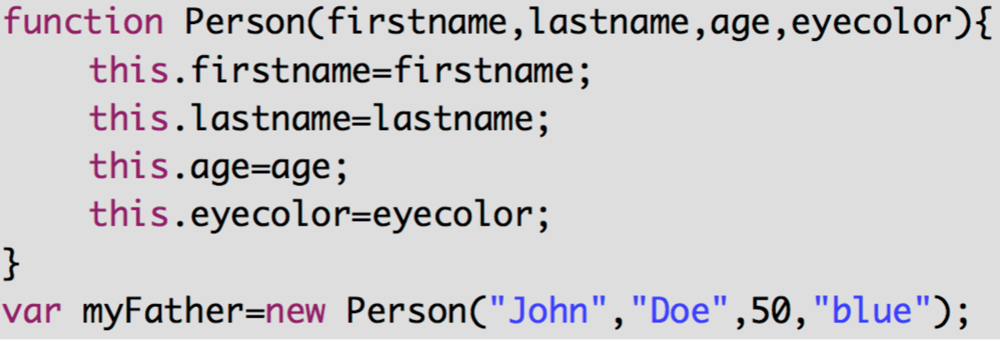 function Person(firstname,lastname,age,eyecolor){
    this.firstname=firstname;
    this.lastname=lastname;
    this.age=age;
    this.eyecolor=eyecolor;
}
var myFather=new Person("John","Doe",50,"blue");